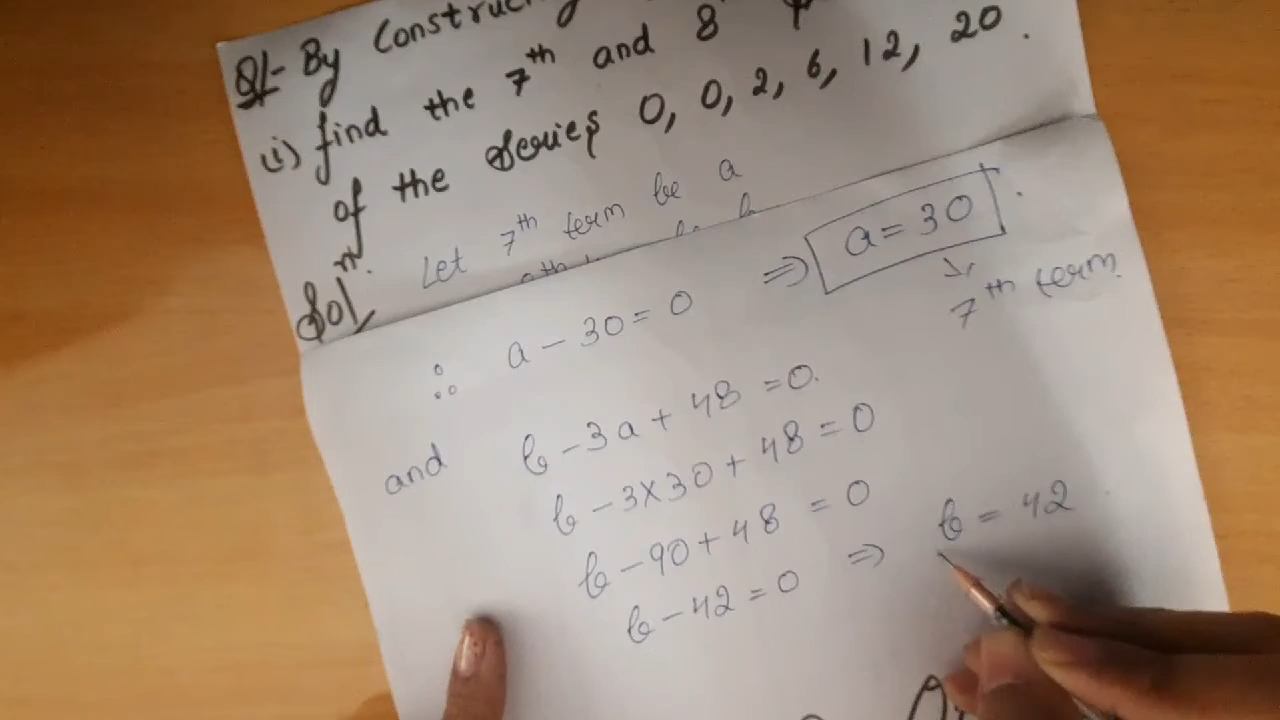 Q1- By
(i) find the 7th and 8
of the series 0, 0, 2, 6, 12, 20.
Soln. Let 7th term be a
∴ a - 30 = 0 ⇒ a = 30
7th term.
and b - 3a + 48 = 0.
b - 3×30 + 48 = 0
b - 90 + 48 = 0
b - 42 = 0 ⇒ b = 42